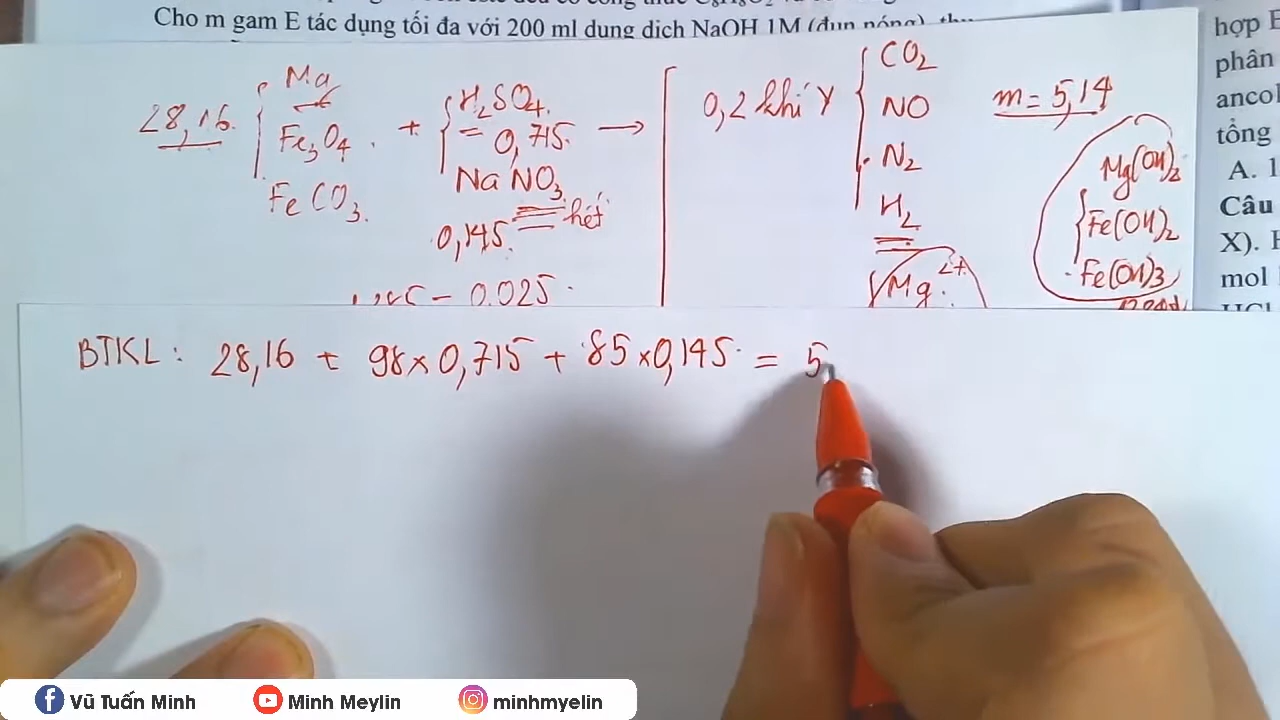 Cho m gam E tác dụng tối đa với 200 ml dung dịch NaOH 1M (đun nóng), thu
28,16 Mg Fe3O4 FeCO3 + H2SO4 = 0,715 NaNO3 0,145 hết → 0,2 khí Y CO2 NO N2 H2 m = 5,14
Mg2+
Mg(OH)2
Fe(OH)2
Fe(OH)3
0,025
BTKL: 28,16 + 98×0,715 + 85×0,145 = 5
hợp
phân
ancol
tổng
A. 1
Câu
X).
mol
Vũ Tuấn Minh Minh Meylin minhmyelin